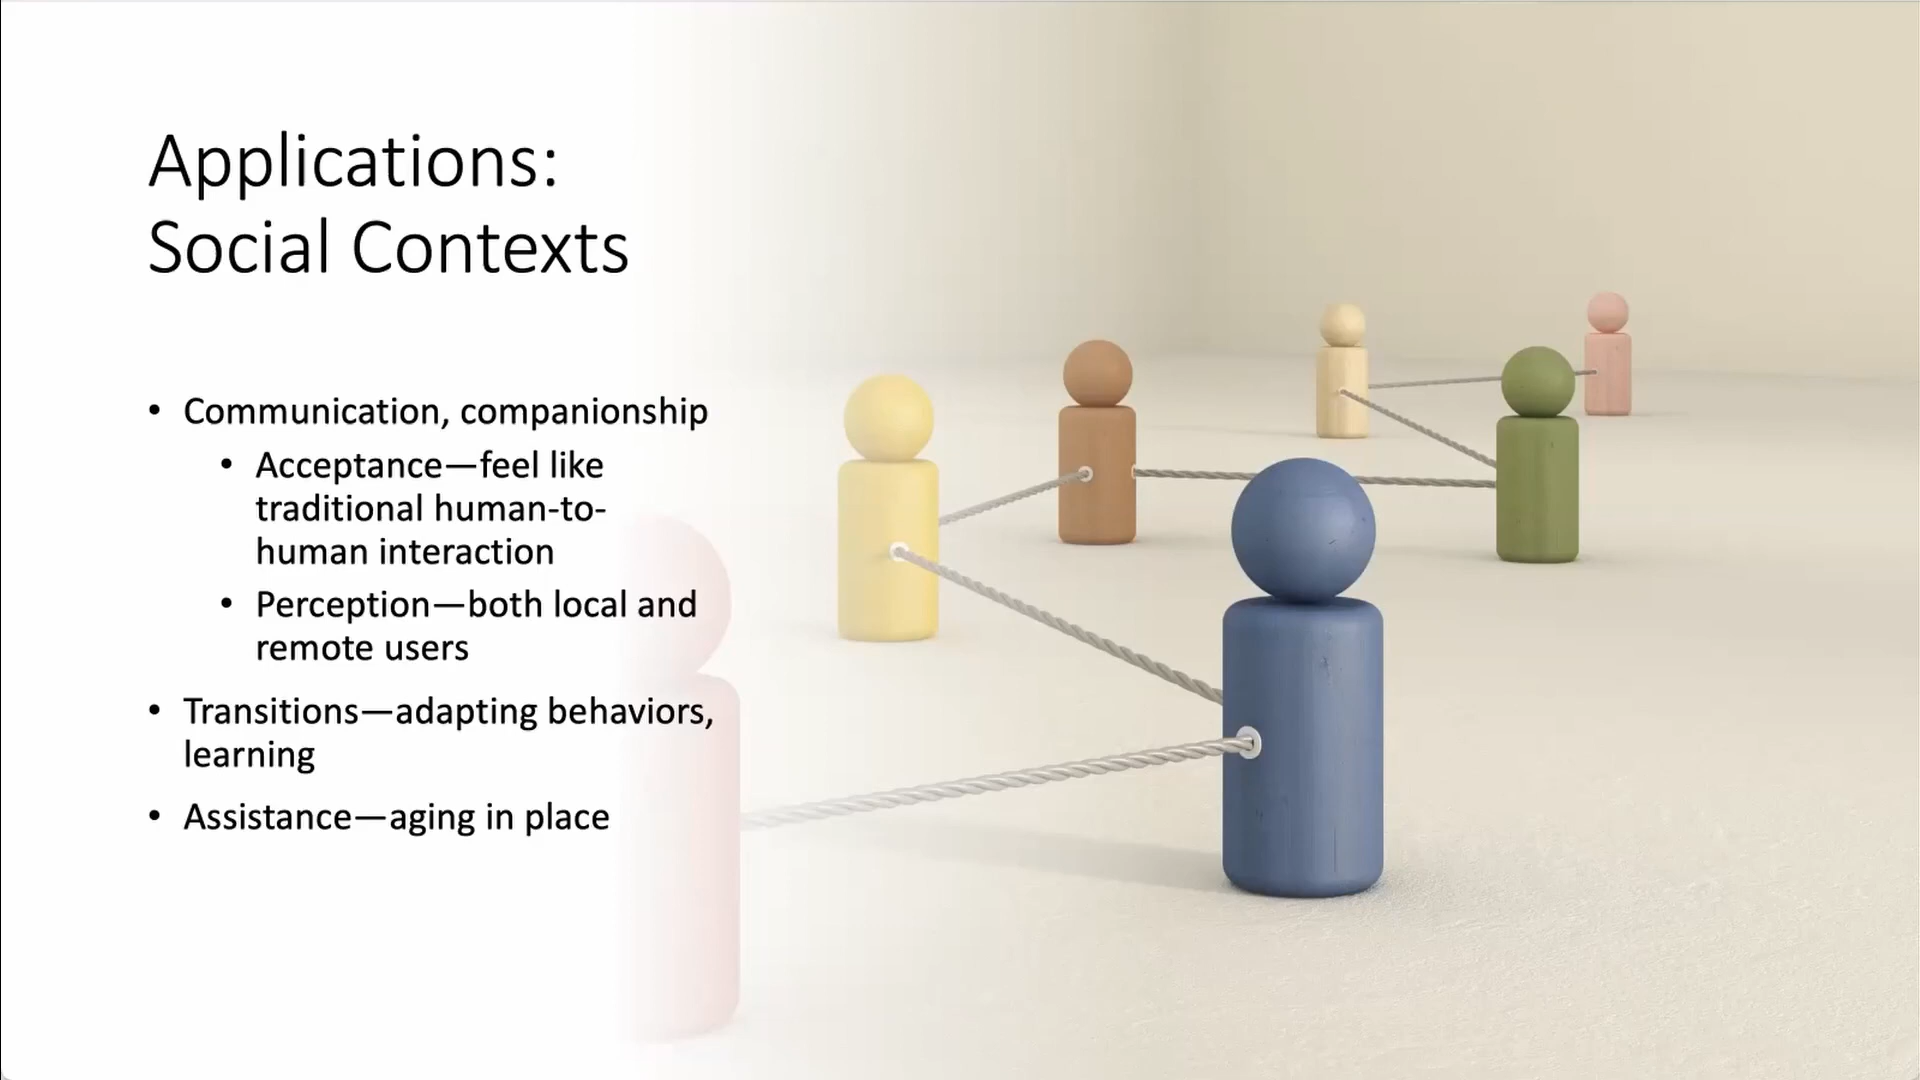 Applications:
Social Contexts
• Communication, companionship
• Acceptance—feel like
traditional human-to-
human interaction
• Perception—both local and
remote users
• Transitions—adapting behaviors,
learning
• Assistance—aging in place